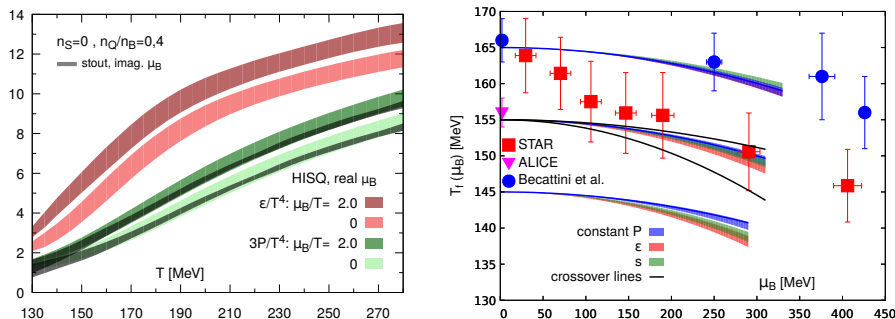 14
12
10
8
6
4
2
0
n_S=0 , n_Q/n_B=0,4
stout, imag. μ_B
HISQ, real μ_B
ε/T⁴: μ_B/T= 2.0
0
3P/T⁴: μ_B/T= 2.0
0
T [MeV]
130 150 170 190 210 230 250 270
T_f (μ_B) [MeV]
170
165
160
155
150
145
140
135
130
STAR
ALICE
Becattini et al.
constant P
ε
s
crossover lines
μ_B [MeV]
0 50 100 150 200 250 300 350 400 450